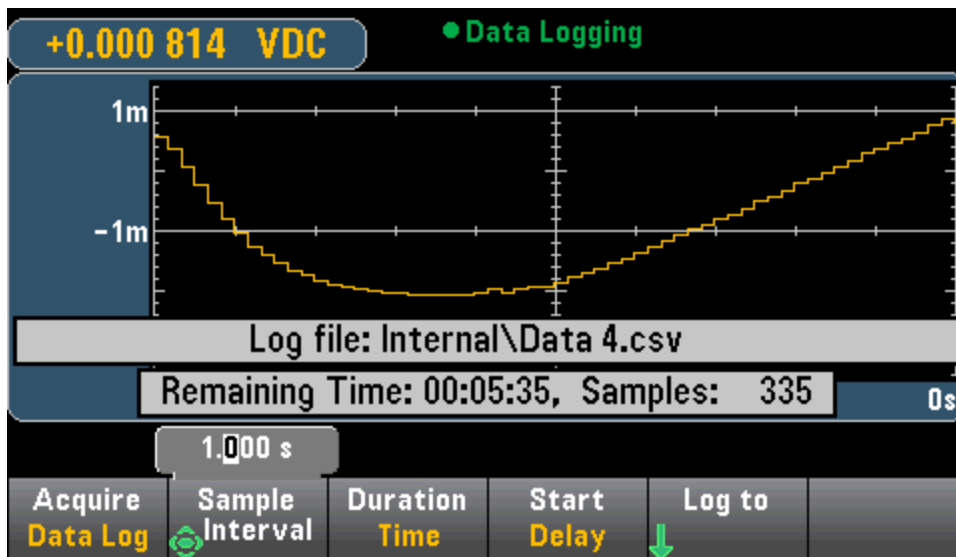 +0.000 814 VDC
Data Logging
1m
-1m
Log file: Internal\Data 4.csv
Remaining Time: 00:05:35, Samples: 335
0s
1.000 s
Acquire
Data Log
Sample
Interval
Duration
Time
Start
Delay
Log to